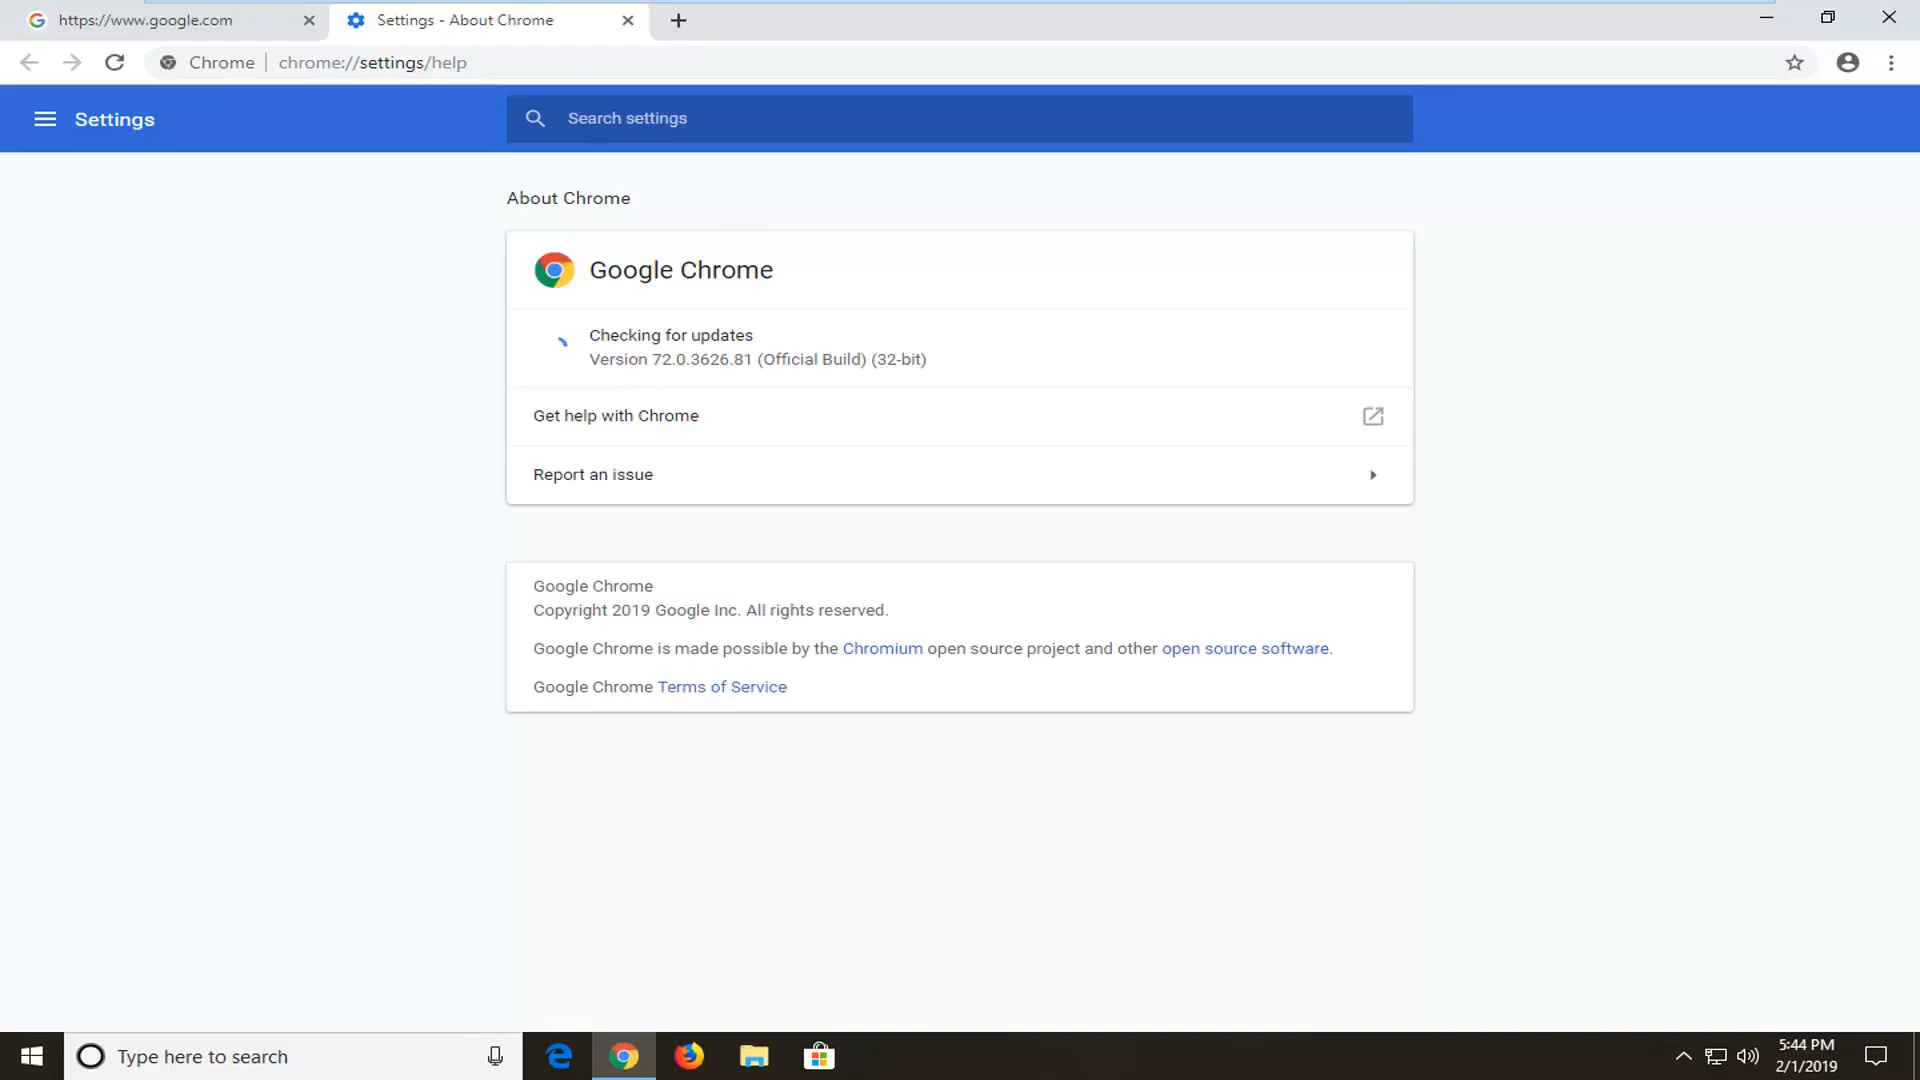 https://www.google.com
Settings - About Chrome
Chrome
chrome://settings/help
Settings
Search settings
About Chrome
Google Chrome
Checking for updates
Version 72.0.3626.81 (Official Build) (32-bit)
Get help with Chrome
Report an issue
Google Chrome
Copyright 2019 Google Inc. All rights reserved.
Google Chrome is made possible by the Chromium open source project and other open source software.
Google Chrome Terms of Service
Type here to search
5:44 PM
2/1/2019